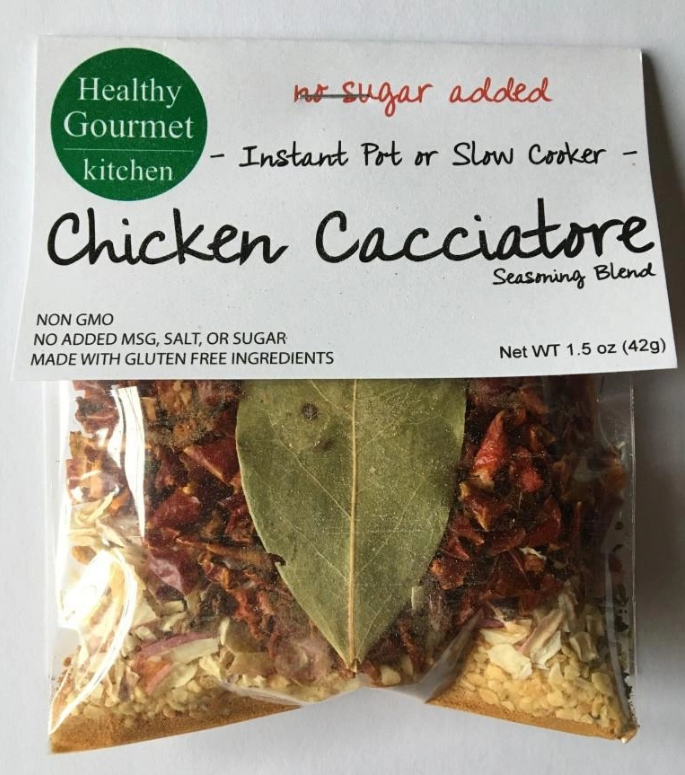 Healthy
Gourmet
kitchen
no sugar added
- Instant Pot or Slow Cooker -
Chicken Cacciatore
Seasoning Blend
NON GMO
NO ADDED MSG, SALT, OR SUGAR
MADE WITH GLUTEN FREE INGREDIENTS
Net WT 1.5 oz (42g)